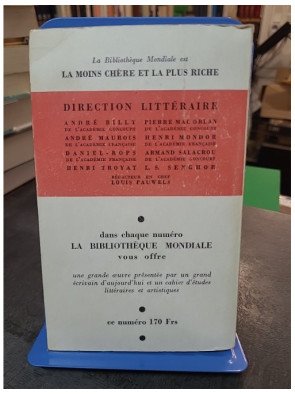 La Bibliothèque Mondiale est
LA MOINS CHÈRE ET LA PLUS RICHE
DIRECTION LITTÉRAIRE
ANDRÉ BILLY
DE L'ACADÉMIE GONCOURT
ANDRÉ MAUROIS
DE L'ACADÉMIE FRANÇAISE
DANIEL-ROPS
DE L'ACADÉMIE FRANÇAISE
HENRI TROYAT
PIERRE MACORLAN
DE L'ACADÉMIE GONCOURT
HENRI MONDOR
DE L'ACADÉMIE FRANÇAISE
ARMAND SALACROU
DE L'ACADÉMIE GONCOURT
L. S. SENGHOR
RÉDACTEUR EN CHEF
LOUIS PAUWELS
dans chaque numéro
LA BIBLIOTHÈQUE MONDIALE
vous offre
une grande œuvre présentée par un grand
écrivain d'aujourd'hui et un cahier d'études
littéraires et artistiques
ce numéro 170 Frs